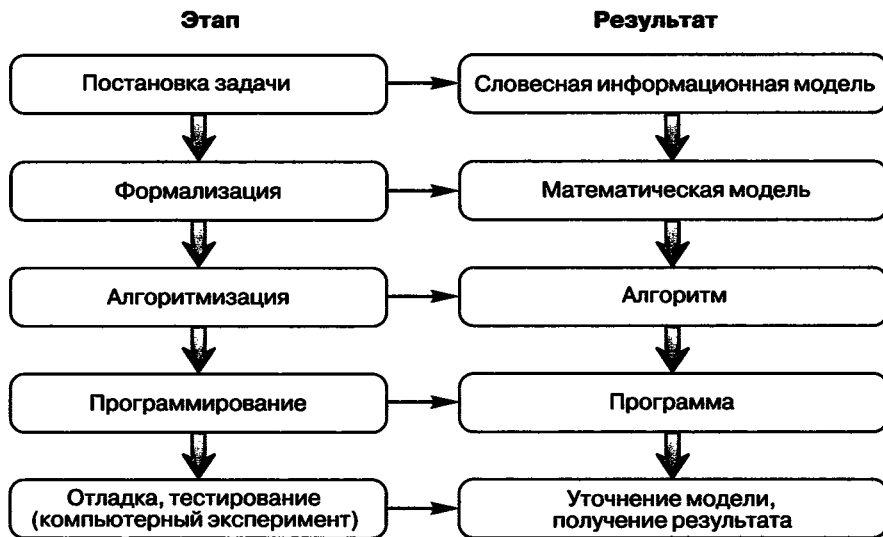 Этап
Результат
Постановка задачи
Словесная информационная модель
Формализация
Математическая модель
Алгоритмизация
Алгоритм
Программирование
Программа
Отладка, тестирование
(компьютерный эксперимент)
Уточнение модели,
получение результата